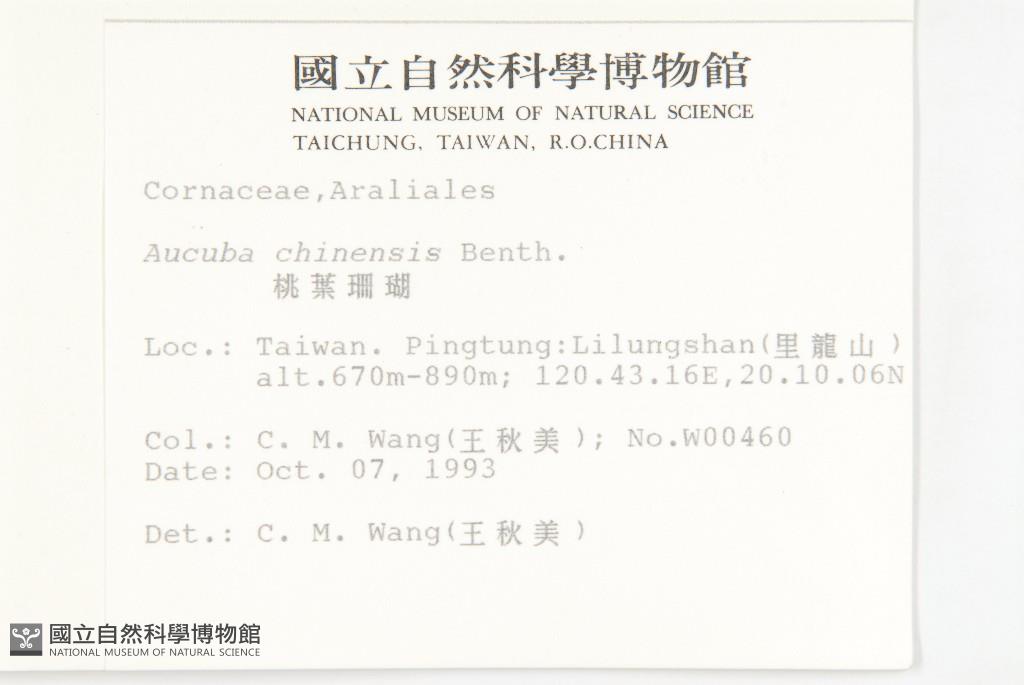 國立自然科學博物館
NATIONAL MUSEUM OF NATURAL SCIENCE
TAICHUNG, TAIWAN, R.O.CHINA
Cornaceae,Araliales
Aucuba chinensis Benth.
桃葉珊瑚
Loc.: Taiwan. Pingtung:Lilungshan(里龍山)
alt.670m-890m; 120.43.16E,20.10.06N
Col.: C. M. Wang(王秋美); No.W00460
Date: Oct. 07, 1993
Det.: C. M. Wang(王秋美)
國立自然科學博物館
NATIONAL MUSEUM OF NATURAL SCIENCE